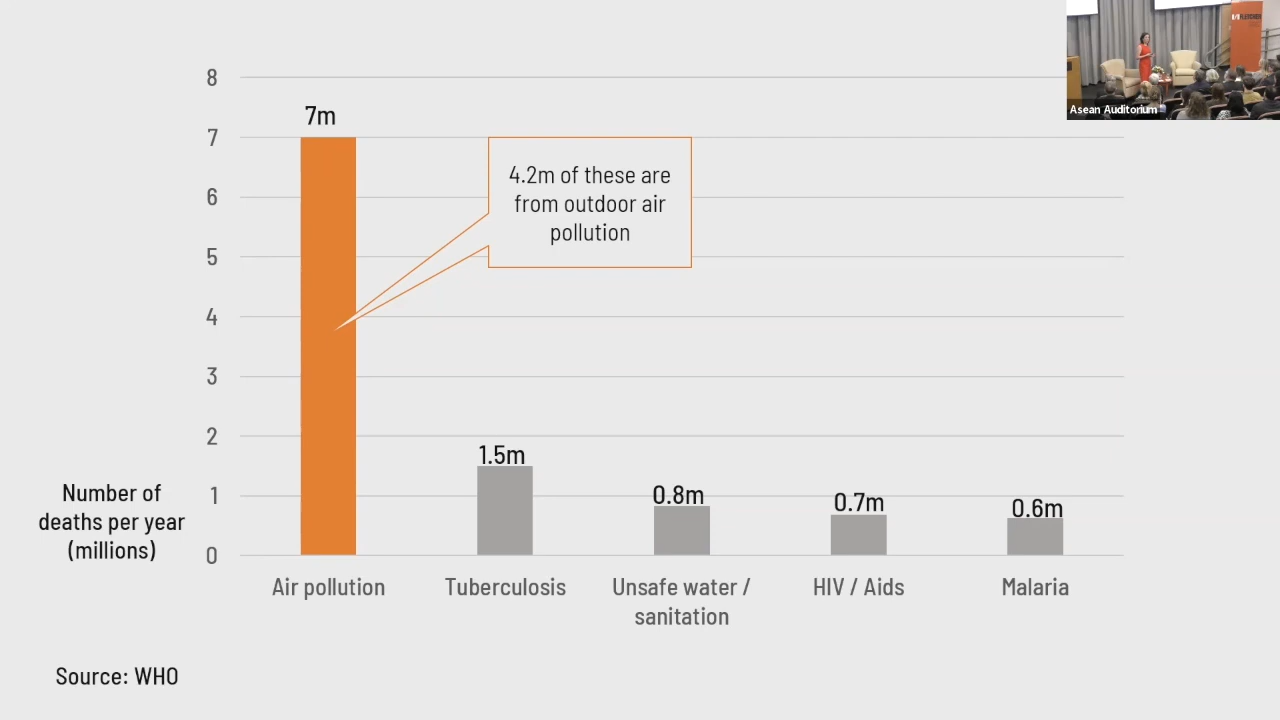 8
7
6
5
4
3
2
1
0
7m
4.2m of these are
from outdoor air
pollution
1.5m
0.8m
0.7m
0.6m
Number of
deaths per year
(millions)
Air pollution
Tuberculosis
Unsafe water /
sanitation
HIV / Aids
Malaria
Source: WHO
FLETCHER
Asean Auditorium